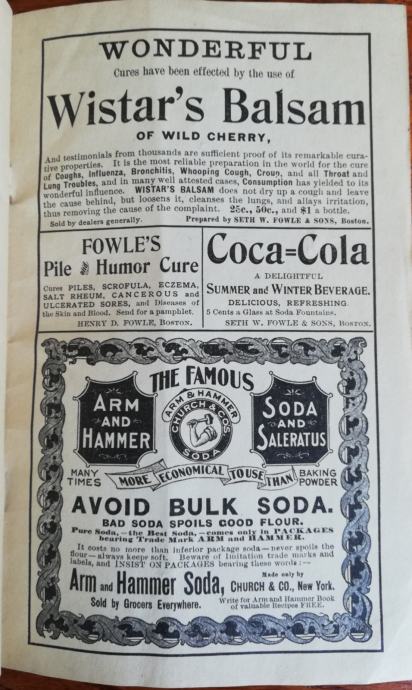 WONDERFUL
Cures have been effected by the use of
Wistar's Balsam
OF WILD CHERRY,
And testimonials from thousands are sufficient proof of its remarkable cura-
tive properties. It is the most reliable preparation in the world for the cure
of Coughs, Influenza, Bronchitis, Whooping Cough, Croup, and all Throat and
Lung Troubles, and in many well attested cases, Consumption has yielded to its
wonderful influence. WISTAR'S BALSAM does not dry up a cough and leave
the cause behind, but loosens it, cleanses the lungs, and allays irritation,
thus removing the cause of the complaint. 25c., 50c., and $1 a bottle.
Sold by dealers generally. Prepared by SETH W. FOWLE & SONS, Boston.
FOWLE'S
Pile & Humor Cure
Cures PILES, SCROFULA, ECZEMA,
SALT RHEUM, CANCEROUS and
ULCERATED SORES, and Diseases of
the Skin and Blood. Send for a pamphlet.
HENRY D. FOWLE, BOSTON.
Coca=Cola
A DELIGHTFUL
SUMMER AND WINTER BEVERAGE.
DELICIOUS, REFRESHING
5 Cents a Glass at Soda Fountains.
SETH W. FOWLE & SONS, BOSTON.
THE FAMOUS
ARM
AND
HAMMER
ARM & HAMMER
CHURCH & CO'S
SODA
SODA
AND
SALERATUS
MANY
TIMES
MORE ECONOMICAL TO USE THAN
BAKING
POWDER
AVOID BULK SODA.
BAD SODA SPOILS GOOD FLOUR.
Pure Soda,—the Best Soda,—comes only in PACKAGES
bearing Trade Mark ARM and HAMMER.
It costs no more than inferior package soda—never spoils the
flour—always keeps soft. Beware of imitation trade marks and
labels, and INSIST ON PACKAGES bearing these words:—
Made only by
Arm and Hammer Soda, CHURCH & CO., New York.
Sold by Grocers Everywhere.
Write for Arm and Hammer Book
of valuable Recipes FREE.